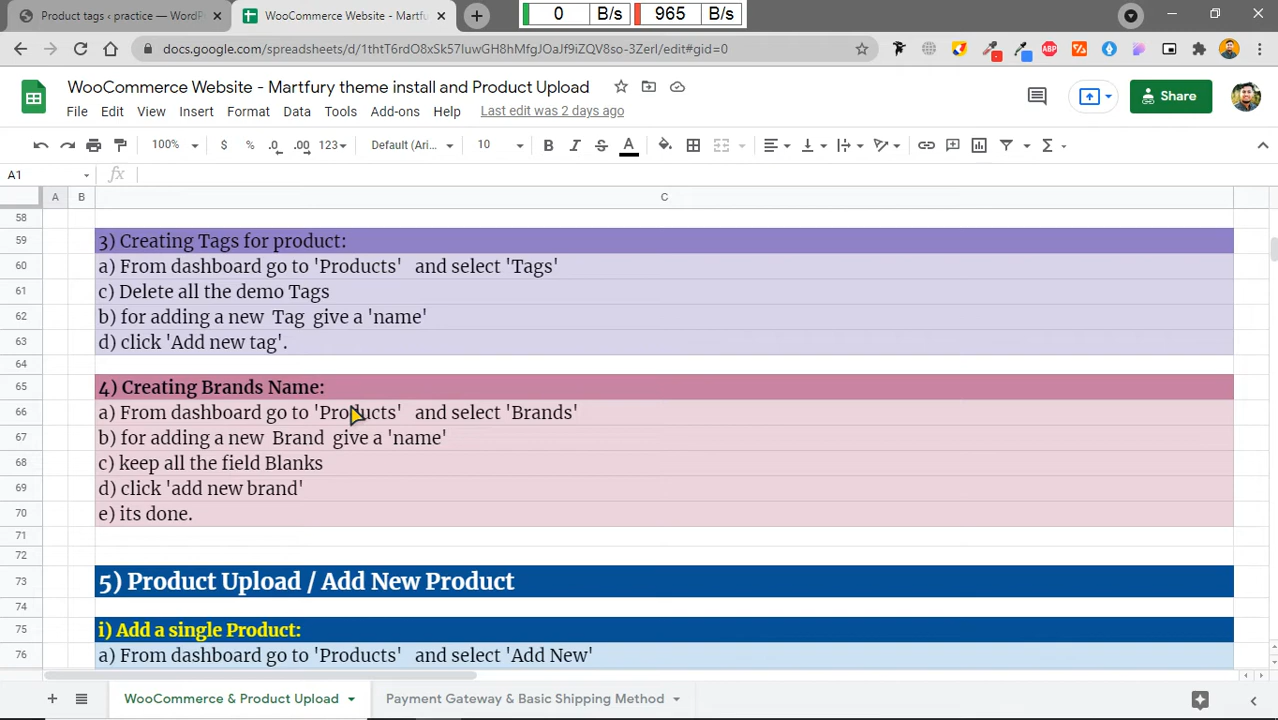 Product tags ‹ practice — WordP
WooCommerce Website - Martfu
0 B/s 965 B/s
docs.google.com/spreadsheets/d/1thtT6rdO8xSk57luwGH8hMfgJOaJf9iZQV8so-3ZerI/edit#gid=0
WooCommerce Website - Martfury theme install and Product Upload
Share
File Edit View Insert Format Data Tools Add-ons Help Last edit was 2 days ago
100% $ % .0 .00 123 Default (Ari... 10 B I S A
A1 fx
A B C
58
59 3) Creating Tags for product:
60 a) From dashboard go to 'Products' and select 'Tags'
61 c) Delete all the demo Tags
62 b) for adding a new Tag give a 'name'
63 d) click 'Add new tag'.
64
65 4) Creating Brands Name:
66 a) From dashboard go to 'Products' and select 'Brands'
67 b) for adding a new Brand give a 'name'
68 c) keep all the field Blanks
69 d) click 'add new brand'
70 e) its done.
71
72
73 5) Product Upload / Add New Product
74
75 i) Add a single Product:
76 a) From dashboard go to 'Products' and select 'Add New'
WooCommerce & Product Upload Payment Gateway & Basic Shipping Method